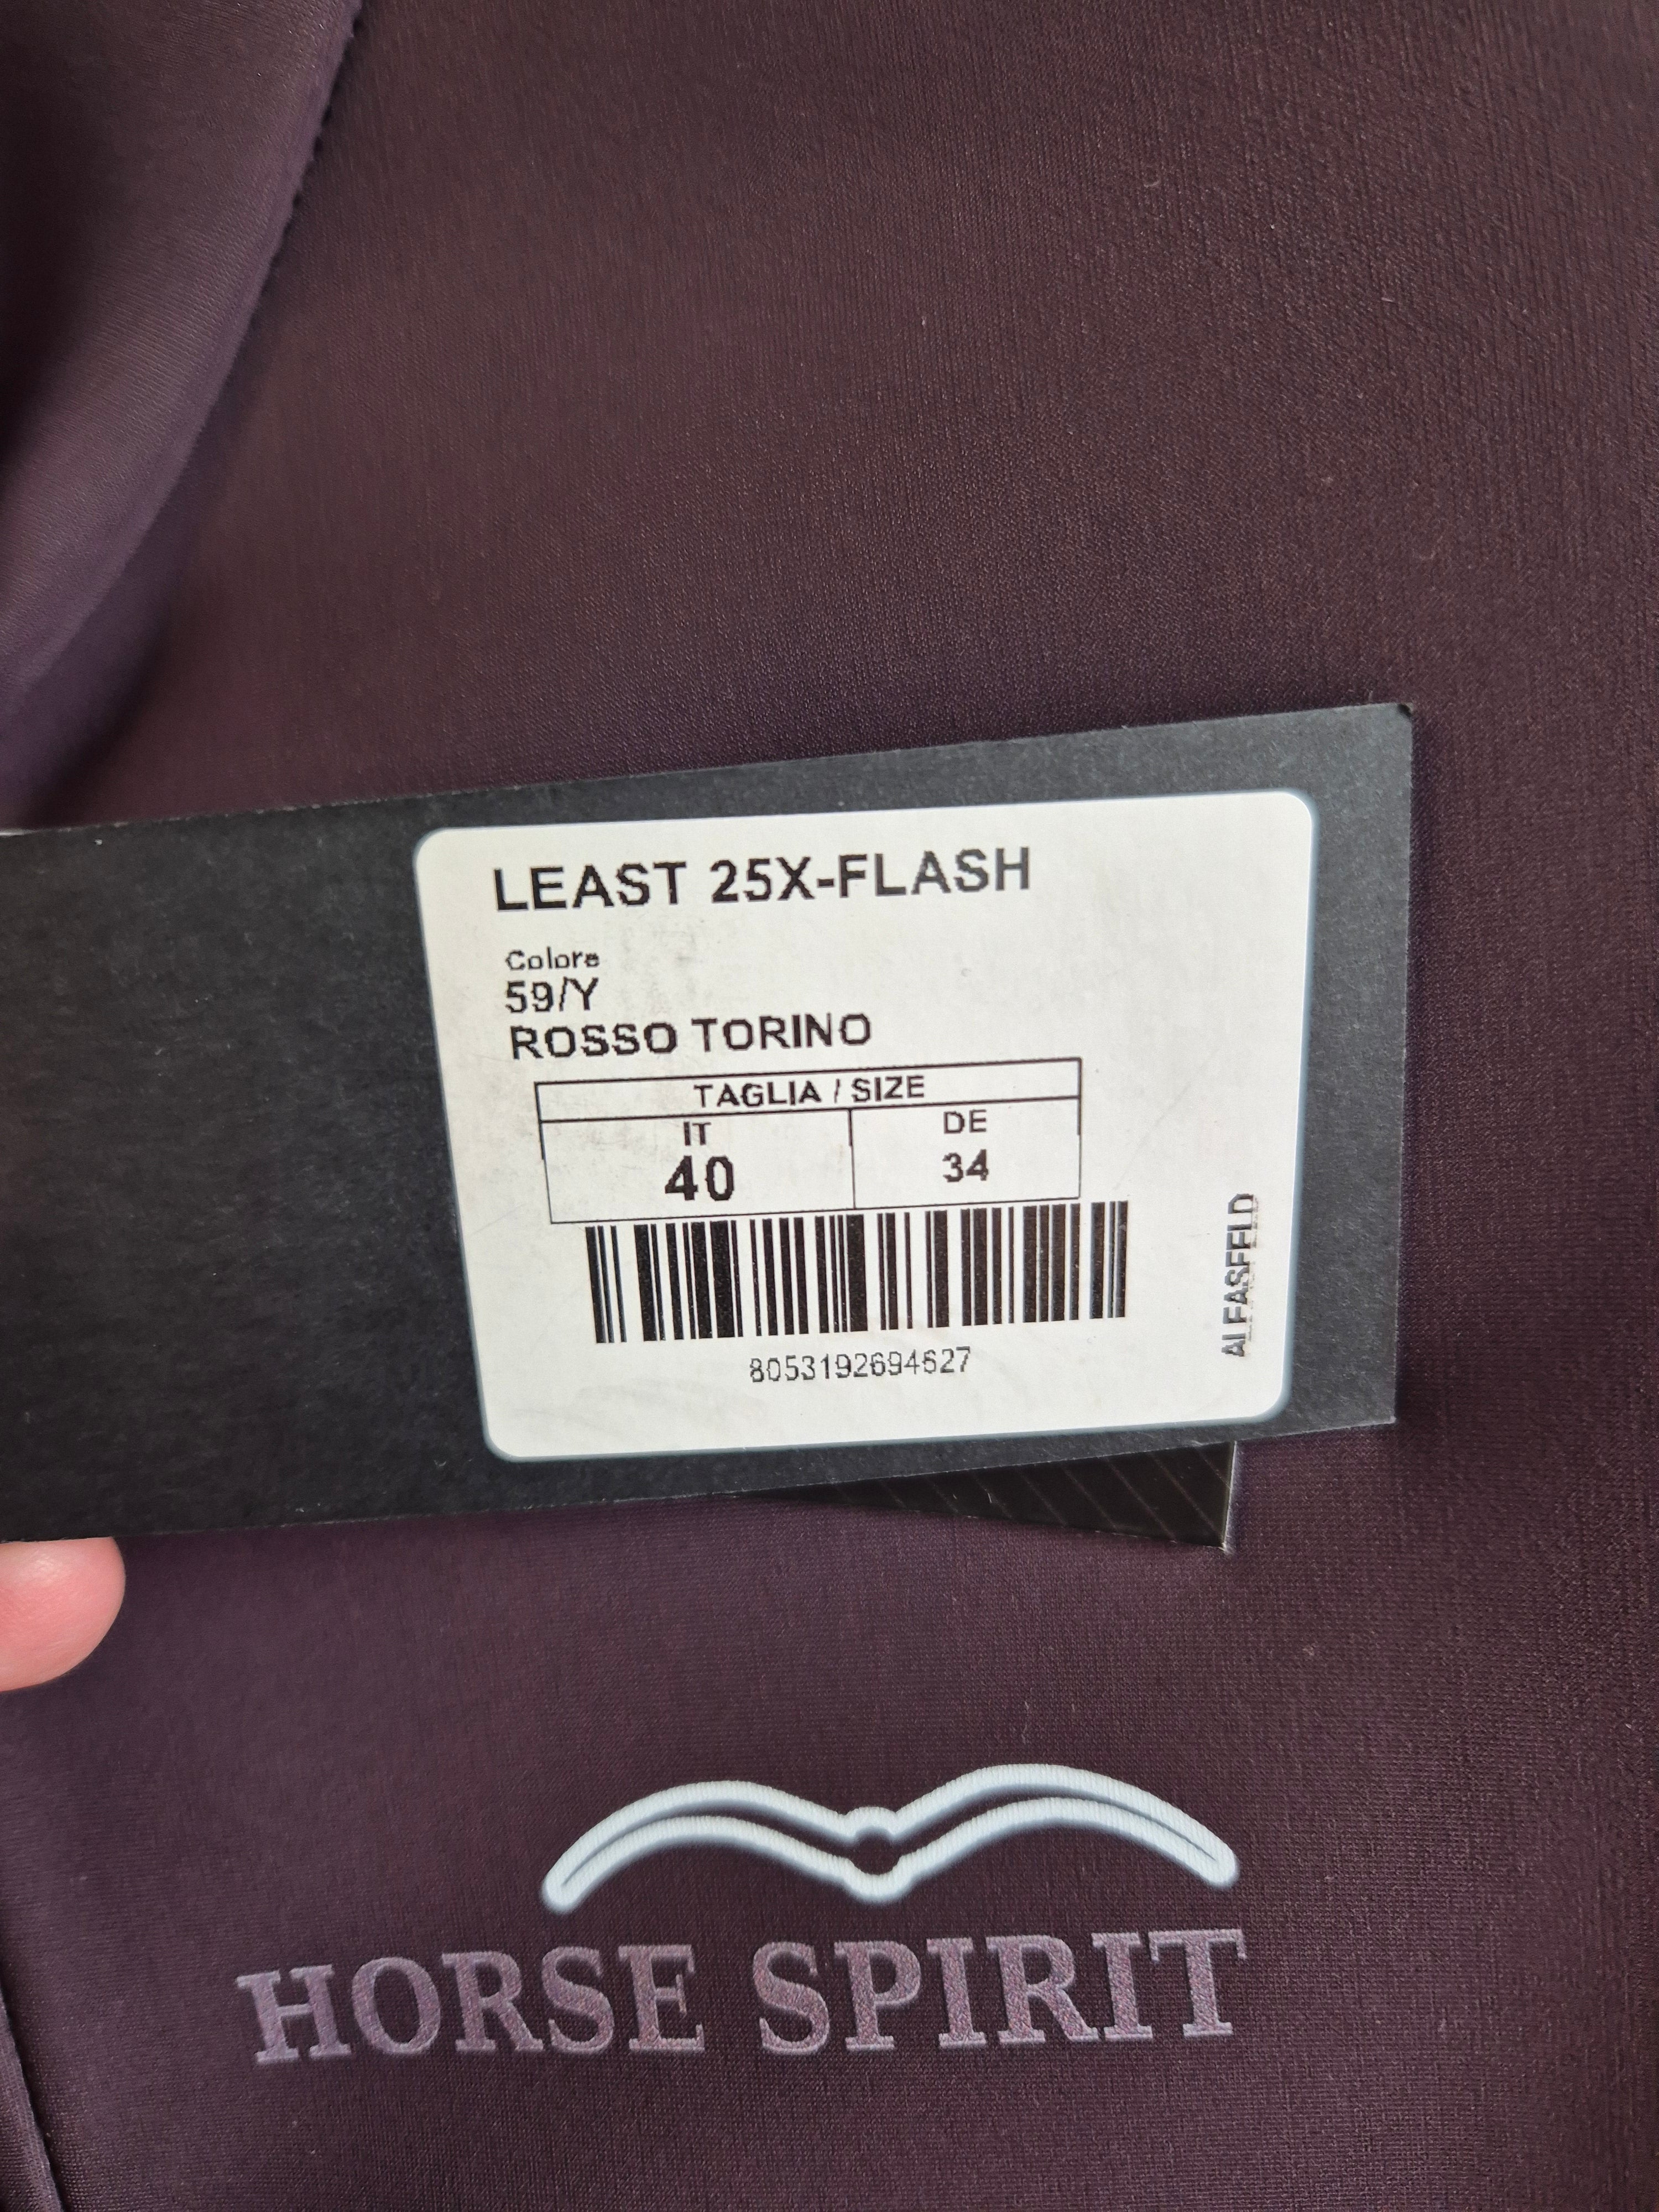 LEAST 25X-FLASH
Colore
59/Y
ROSSO TORINO
TAGLIA / SIZE
IT DE
40 34
8053192694627
ALFASFELD
HORSE SPIRIT